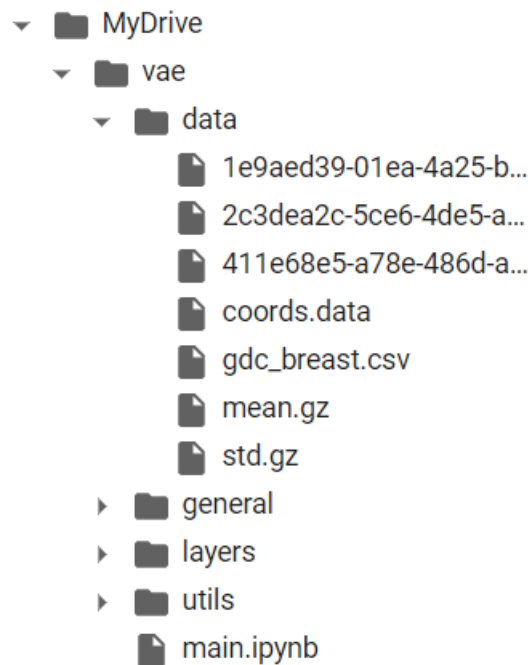 MyDrive
vae
data
1e9aed39-01ea-4a25-b...
2c3dea2c-5ce6-4de5-a...
411e68e5-a78e-486d-a...
coords.data
gdc_breast.csv
mean.gz
std.gz
general
layers
utils
main.ipynb